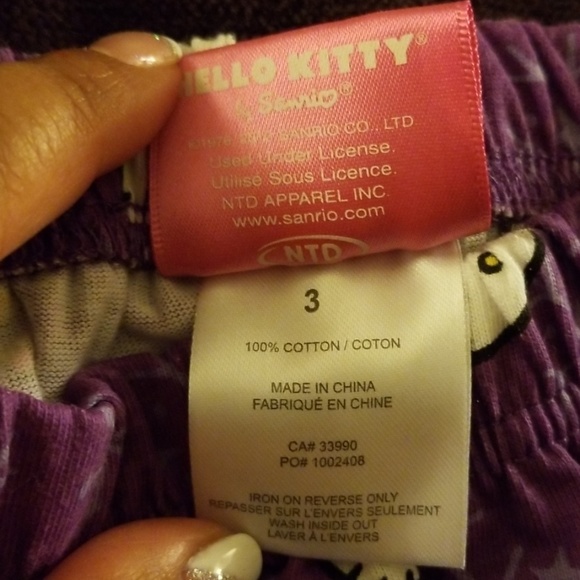 HELLO KITTY®
by Sanrio®
SANRIO CO., LTD
Used Under License.
Utilisé Sous Licence.
NTD APPAREL INC.
www.sanrio.com
NTD
3
100% COTTON / COTON
MADE IN CHINA
FABRIQUÉ EN CHINE
CA# 33990
PO# 1002408
IRON ON REVERSE ONLY
REPASSER SUR L'ENVERS SEULEMENT
WASH INSIDE OUT
LAVER À L'ENVERS